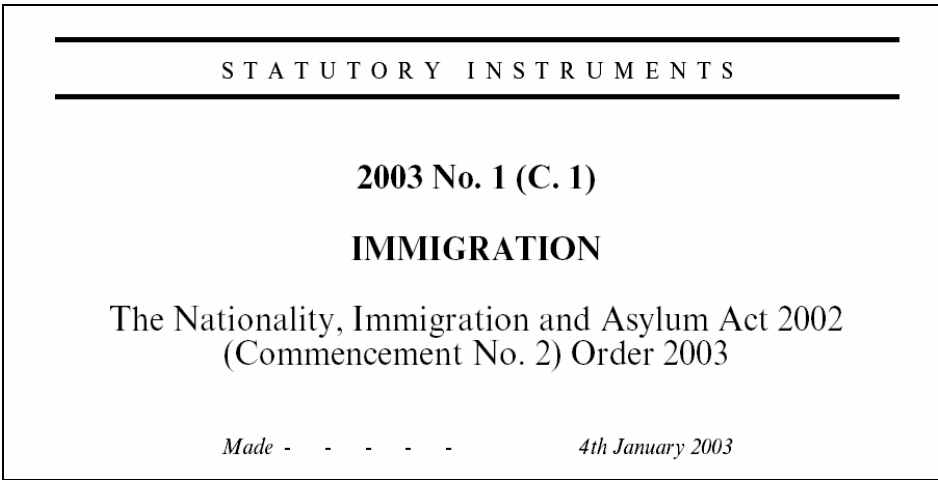 STATUTORY INSTRUMENTS
2003 No. 1 (C. 1)
IMMIGRATION
The Nationality, Immigration and Asylum Act 2002
(Commencement No. 2) Order 2003
Made - - - - - 4th January 2003